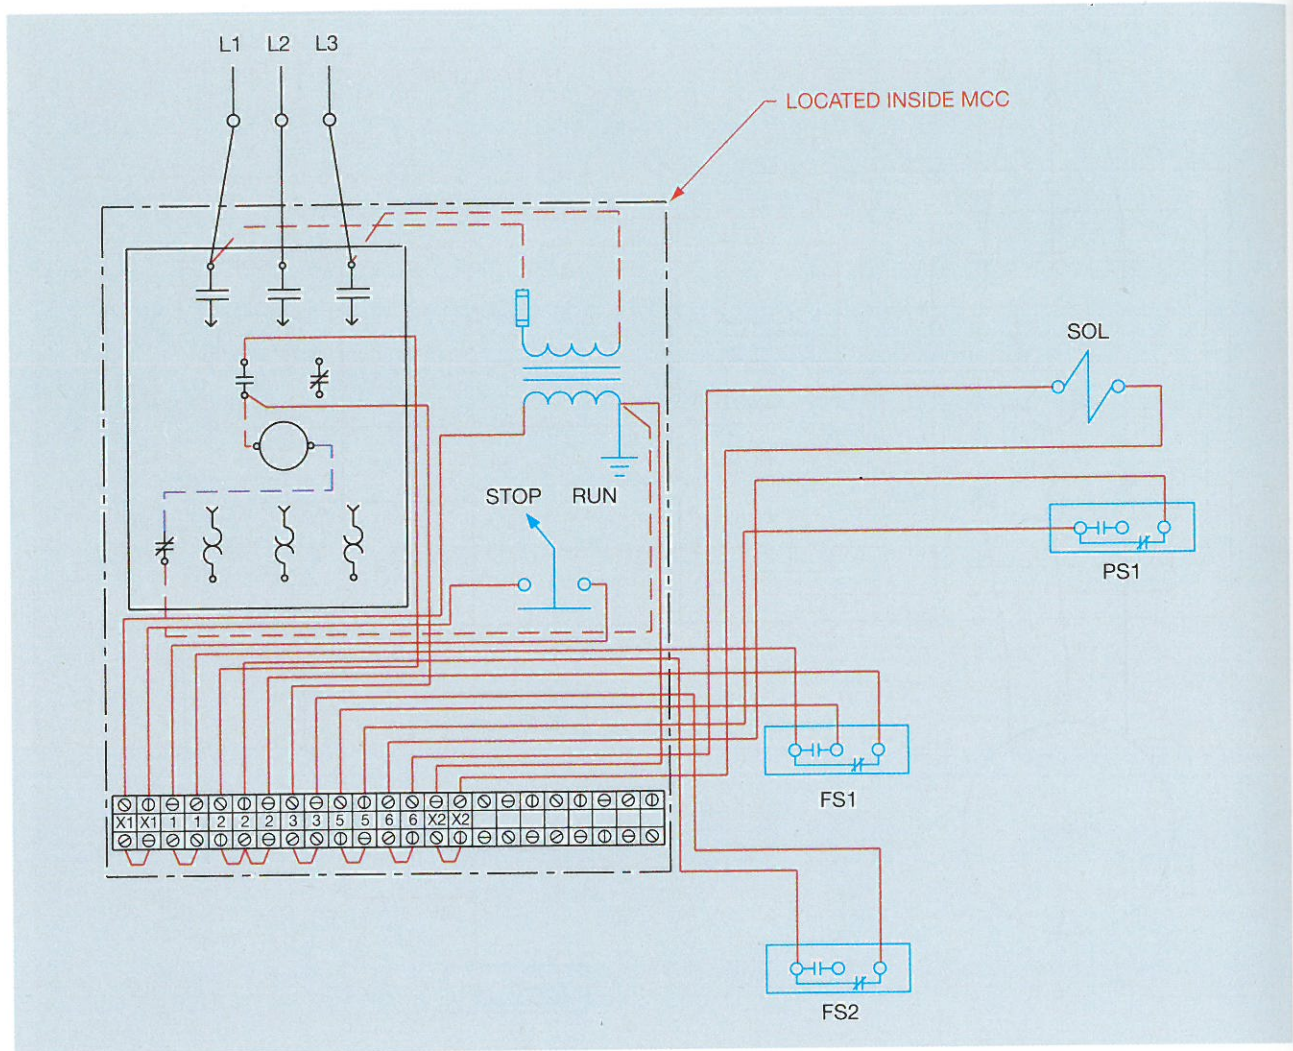 L1 L2 L3
LOCATED INSIDE MCC
SOL
STOP RUN
PS1
FS1
X1 X1 1 1 2 2 2 3 3 5 5 6 6 X2 X2
FS2